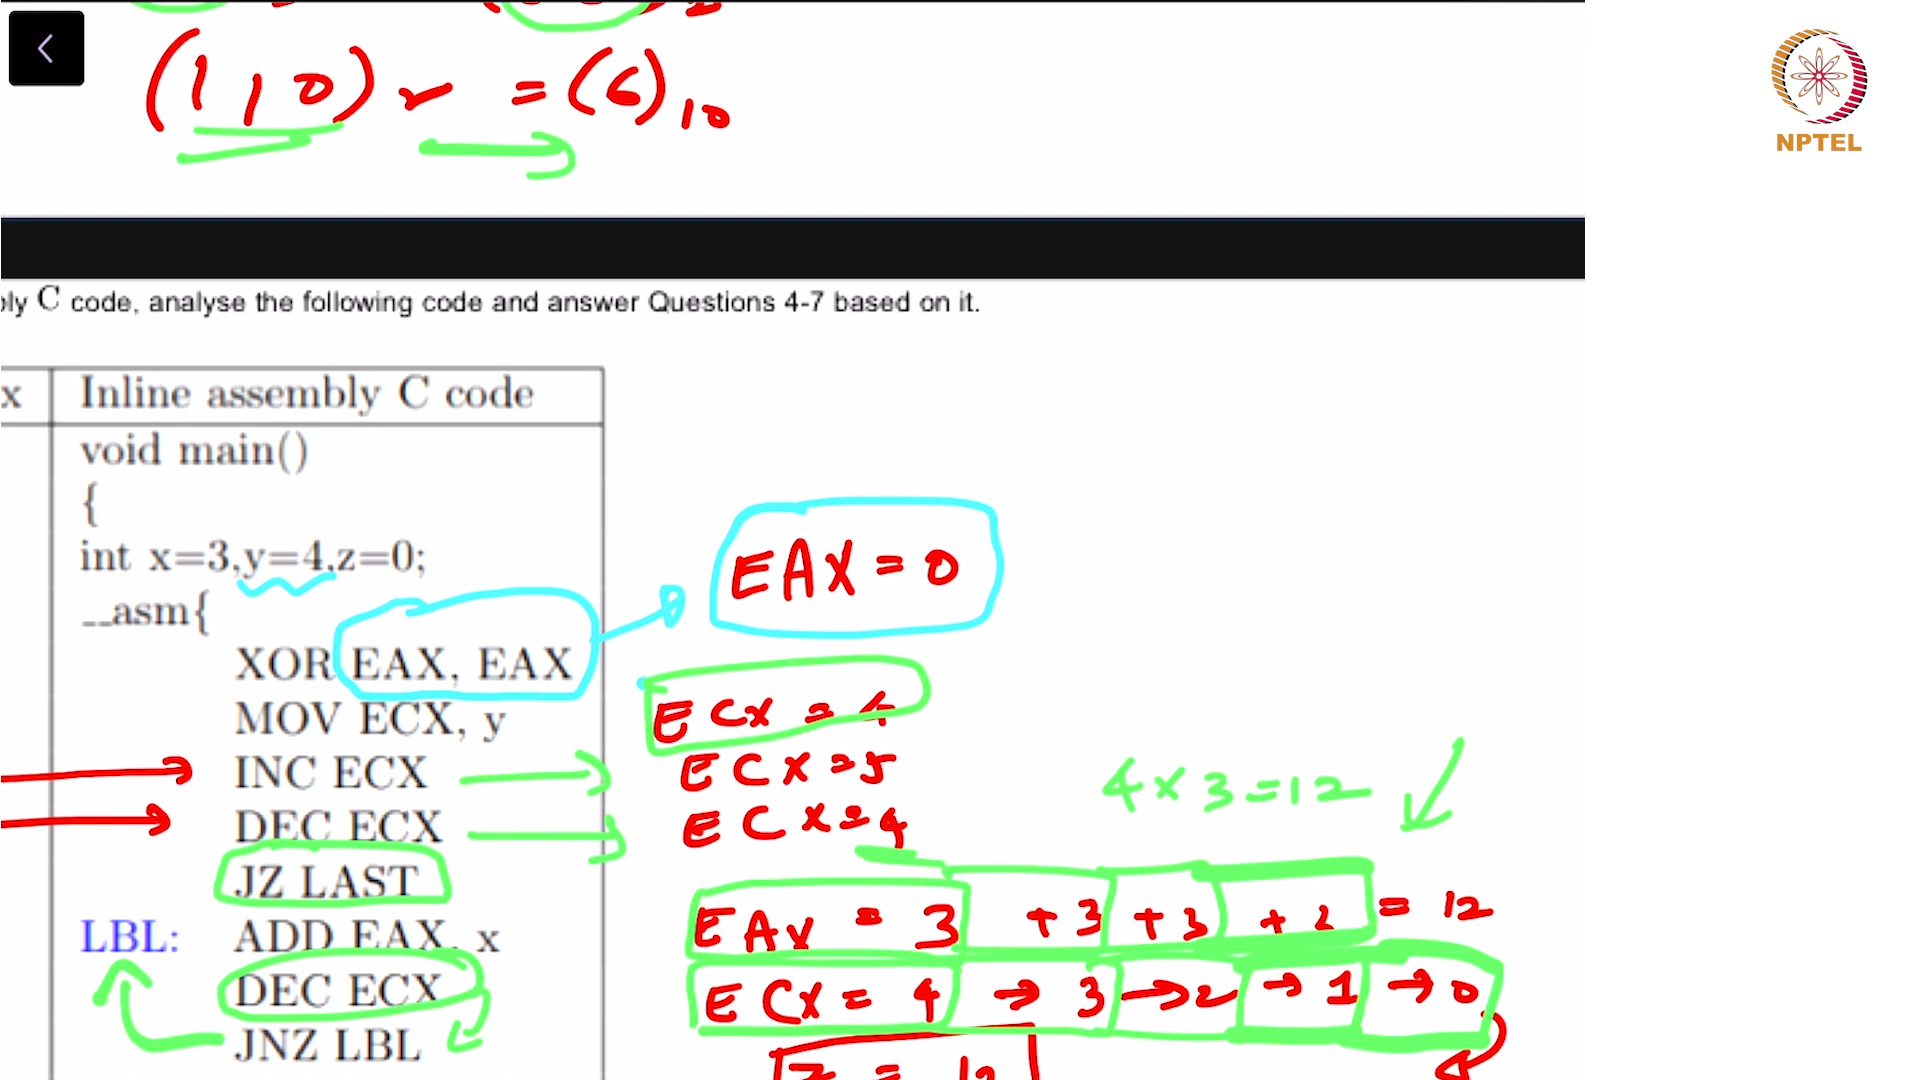 (110)r = (6)10
NPTEL
C code, analyse the following code and answer Questions 4-7 based on it.
x Inline assembly C code
void main()
{
int x=3,y=4,z=0;
__asm{
EAX = 0
XOR EAX, EAX
MOV ECX, y
ECX = 4
INC ECX
ECX = 5
4 x 3 = 12
DEC ECX
ECX = 4
JZ LAST
LBL: ADD EAX, x
EAX = 3 + 3 + 3 + 3 = 12
DEC ECX
ECX = 4 → 3 → 2 → 1 → 0
JNZ LBL
Z = 12